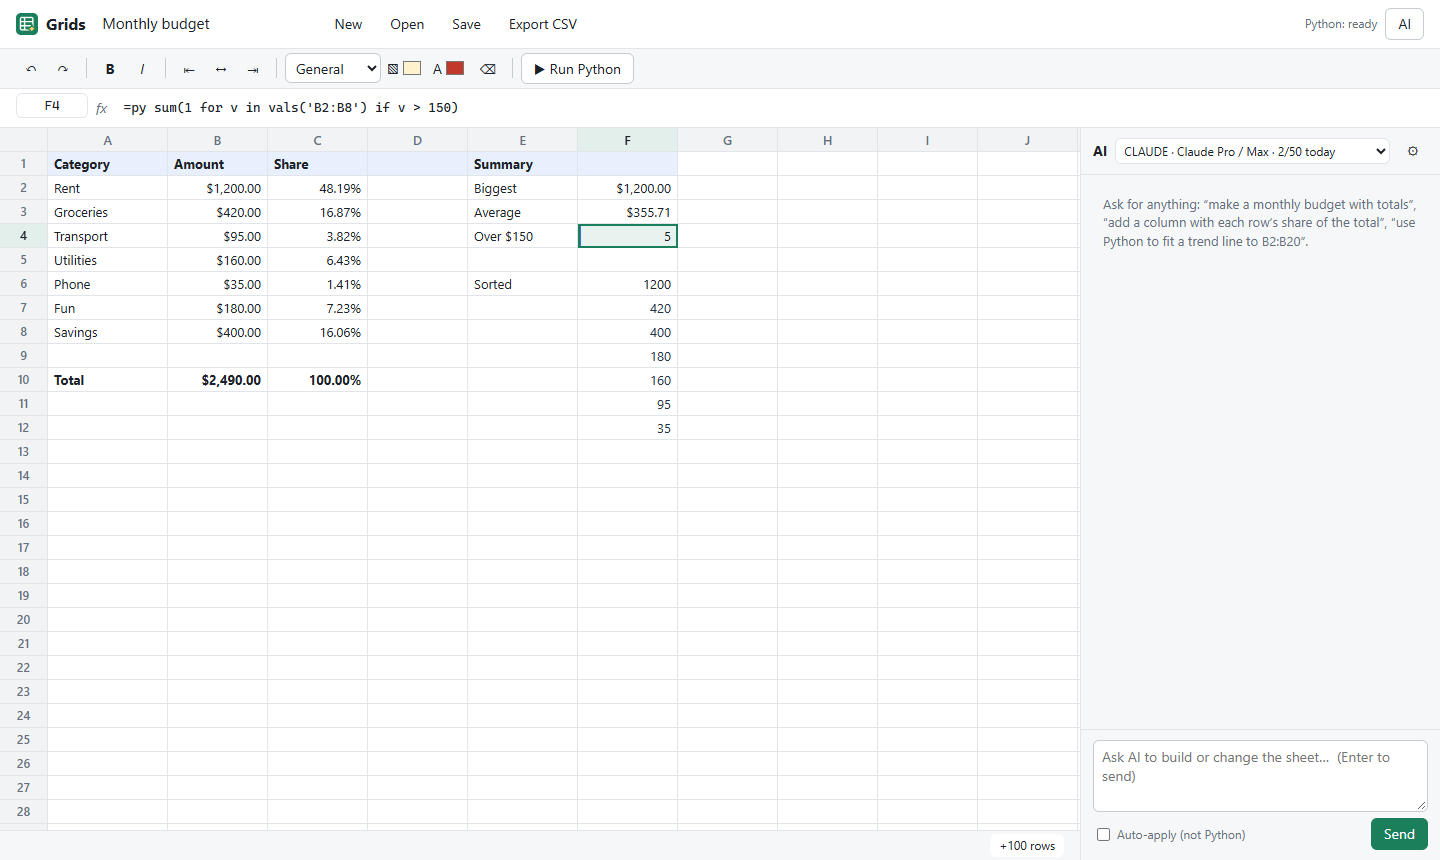 Grids Monthly budget New Open Save Export CSV Python: ready AI
B I General A Run Python
F4 fx =py sum(1 for v in vals('B2:B8') if v > 150)
A B C D E F G H I J
1 Category Amount Share Summary
2 Rent $1,200.00 48.19% Biggest $1,200.00
3 Groceries $420.00 16.87% Average $355.71
4 Transport $95.00 3.82% Over $150 5
5 Utilities $160.00 6.43%
6 Phone $35.00 1.41% Sorted 1200
7 Fun $180.00 7.23% 420
8 Savings $400.00 16.06% 400
9 180
10 Total $2,490.00 100.00% 160
11 95
12 35
13
14
15
16
17
18
19
20
21
22
23
24
25
26
27
28
+100 rows
AI CLAUDE · Claude Pro / Max · 2/50 today
Ask for anything: “make a monthly budget with totals”,
“add a column with each row’s share of the total”, “use
Python to fit a trend line to B2:B20”.
Ask AI to build or change the sheet… (Enter to
send)
Auto-apply (not Python) Send